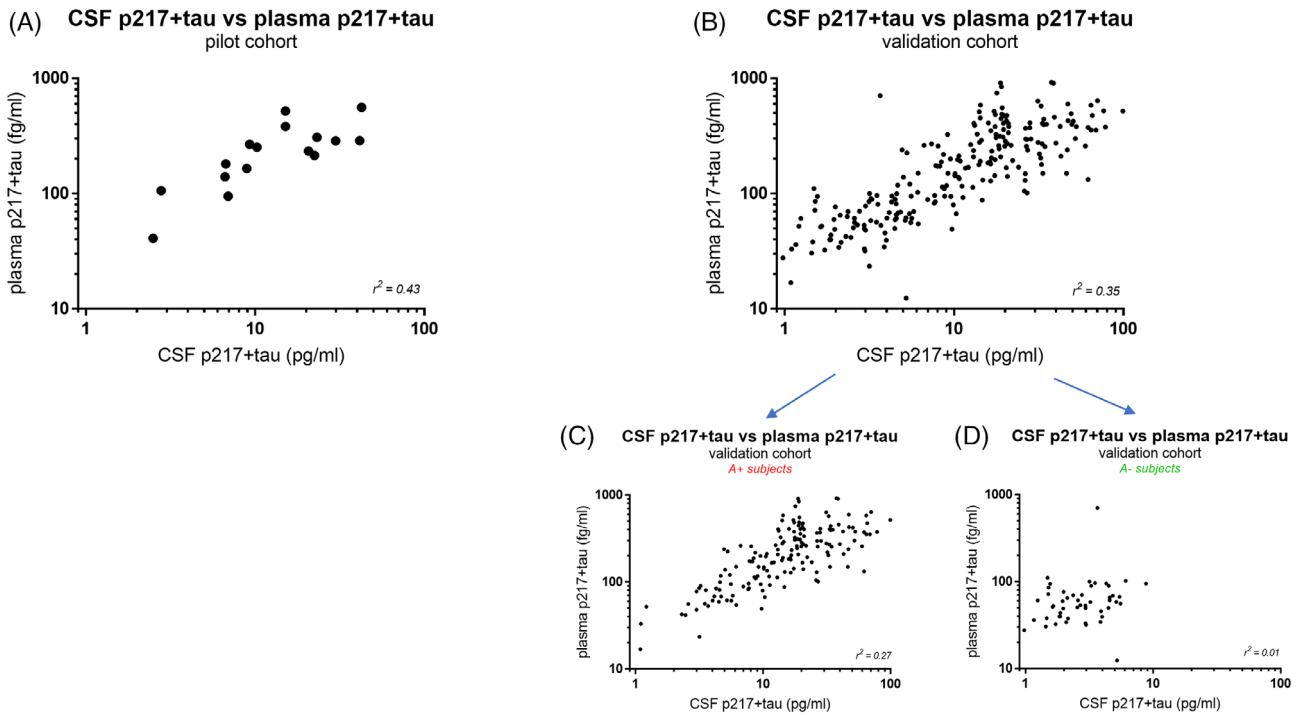 (A)
CSF p217+tau vs plasma p217+tau
pilot cohort
1000
100
10
plasma p217+tau (fg/ml)
r² = 0.43
1
10
100
CSF p217+tau (pg/ml)
(B)
CSF p217+tau vs plasma p217+tau
validation cohort
1000
100
10
plasma p217+tau (fg/ml)
r² = 0.35
1
10
100
CSF p217+tau (pg/ml)
(C)
CSF p217+tau vs plasma p217+tau
validation cohort
A+ subjects
1000
100
10
plasma p217+tau (fg/ml)
r² = 0.27
1
10
100
CSF p217+tau (pg/ml)
(D)
CSF p217+tau vs plasma p217+tau
validation cohort
A- subjects
1000
100
10
plasma p217+tau (fg/ml)
r² = 0.01
1
10
100
CSF p217+tau (pg/ml)